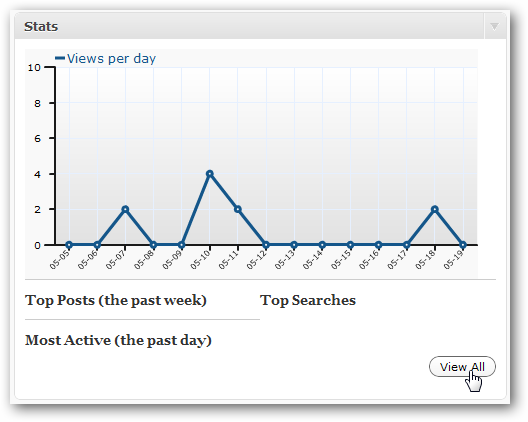 Stats
Views per day
10
8
6
4
2
0
05-05 05-06 05-07 05-08 05-09 05-10 05-11 05-12 05-13 05-14 05-15 05-16 05-17 05-18 05-19
Top Posts (the past week) Top Searches
Most Active (the past day)
View All